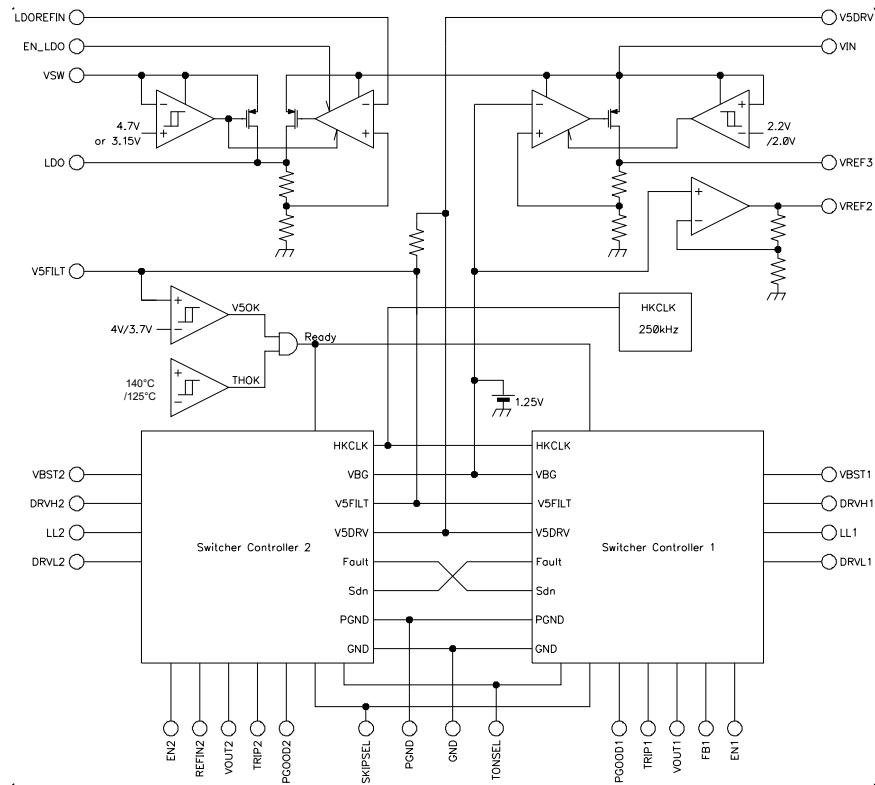 LDOREFIN
V5DRV
EN_LDO
VIN
VSW
4.7V
or 3.15V
2.2V
/2.0V
LDO
VREF3
VREF2
V5FILT
V5OK
4V/3.7V
Ready
HKCLK
250kHz
THOK
140°C
/125°C
1.25V
HKCLK
HKCLK
VBST2
VBG
VBG
VBST1
DRVH2
V5FILT
V5FILT
DRVH1
LL2
V5DRV
V5DRV
LL1
Switcher Controller 2
Switcher Controller 1
DRVL2
Fault
Fault
DRVL1
Sdn
Sdn
PGND
PGND
GND
GND
EN2
REFIN2
VOUT2
TRIP2
PGOOD2
SKIPSEL
PGND
GND
TONSEL
PGOOD1
TRIP1
VOUT1
FB1
EN1